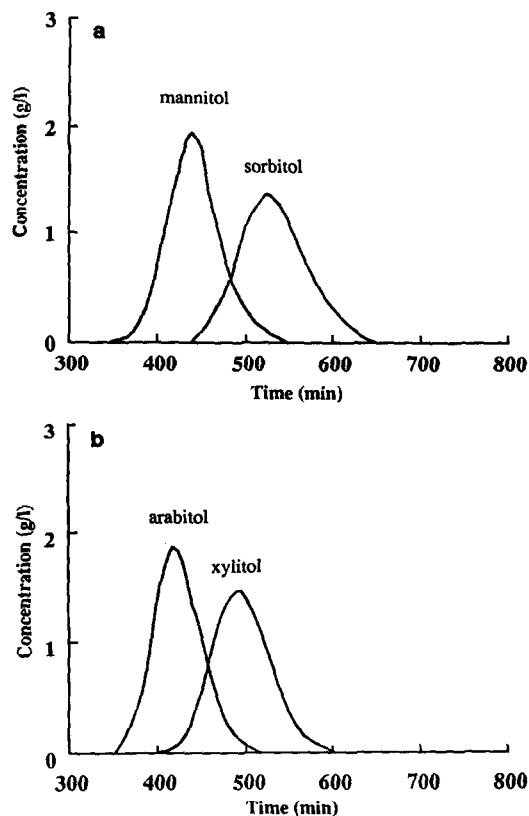 a
3
mannitol
2
sorbitol
1
0
Concentration (g/l)
300 400 500 600 700 800
Time (min)
b
3
arabitol
2
xylitol
1
0
Concentration (g/l)
300 400 500 600 700 800
Time (min)